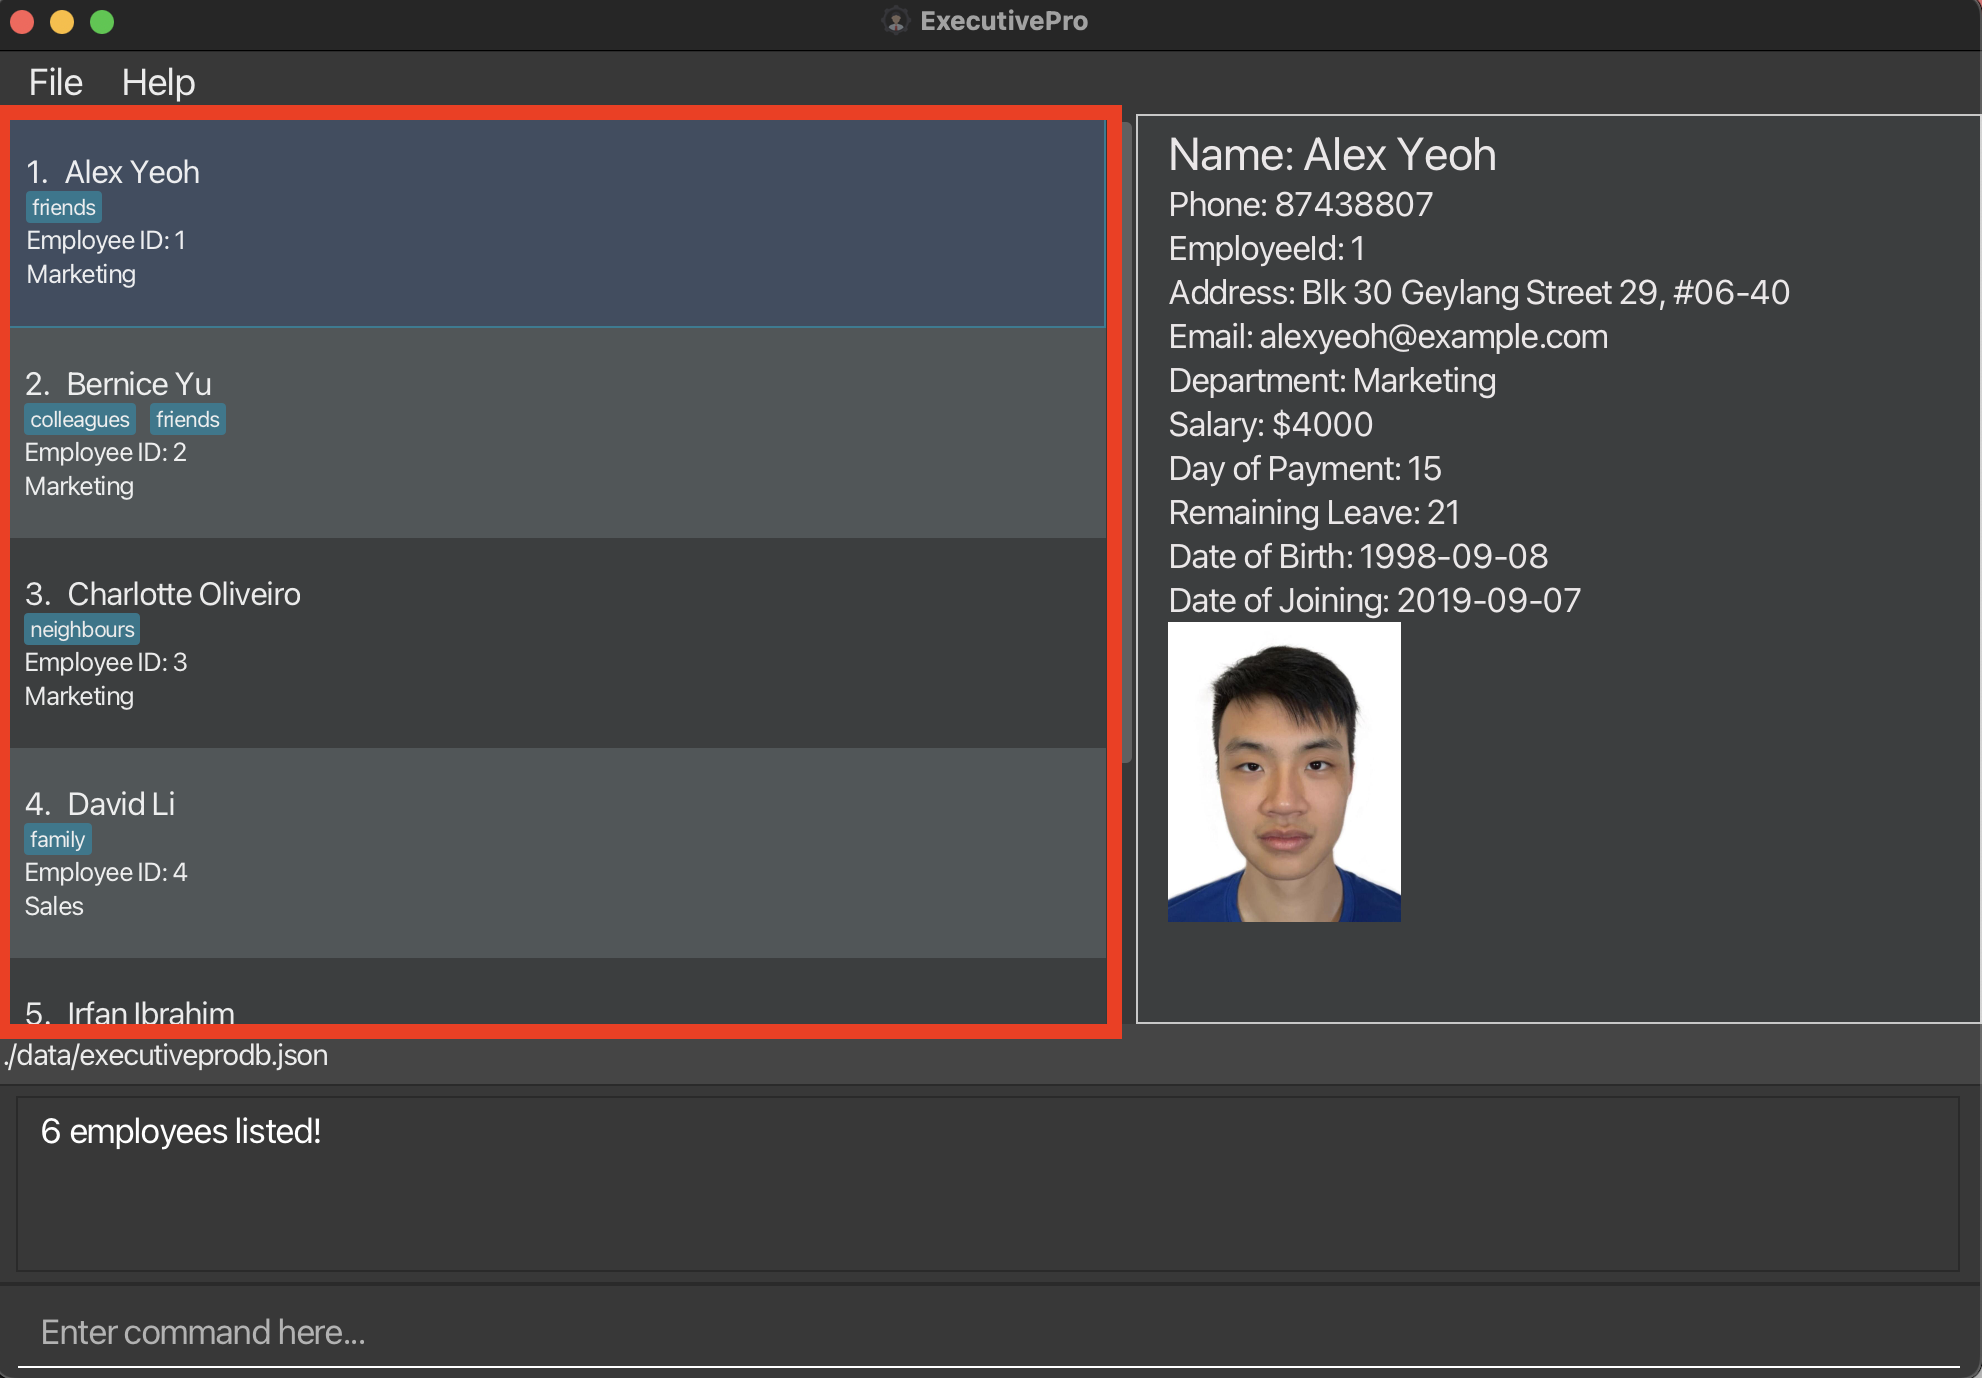 ExecutivePro
File Help
1. Alex Yeoh
friends
Employee ID: 1
Marketing
2. Bernice Yu
colleagues friends
Employee ID: 2
Marketing
3. Charlotte Oliveiro
neighbours
Employee ID: 3
Marketing
4. David Li
family
Employee ID: 4
Sales
5. Irfan Ibrahim
Name: Alex Yeoh
Phone: 87438807
EmployeeId: 1
Address: Blk 30 Geylang Street 29, #06-40
Email: alexyeoh@example.com
Department: Marketing
Salary: $4000
Day of Payment: 15
Remaining Leave: 21
Date of Birth: 1998-09-08
Date of Joining: 2019-09-07
./data/executiveprodb.json
6 employees listed!
Enter command here...